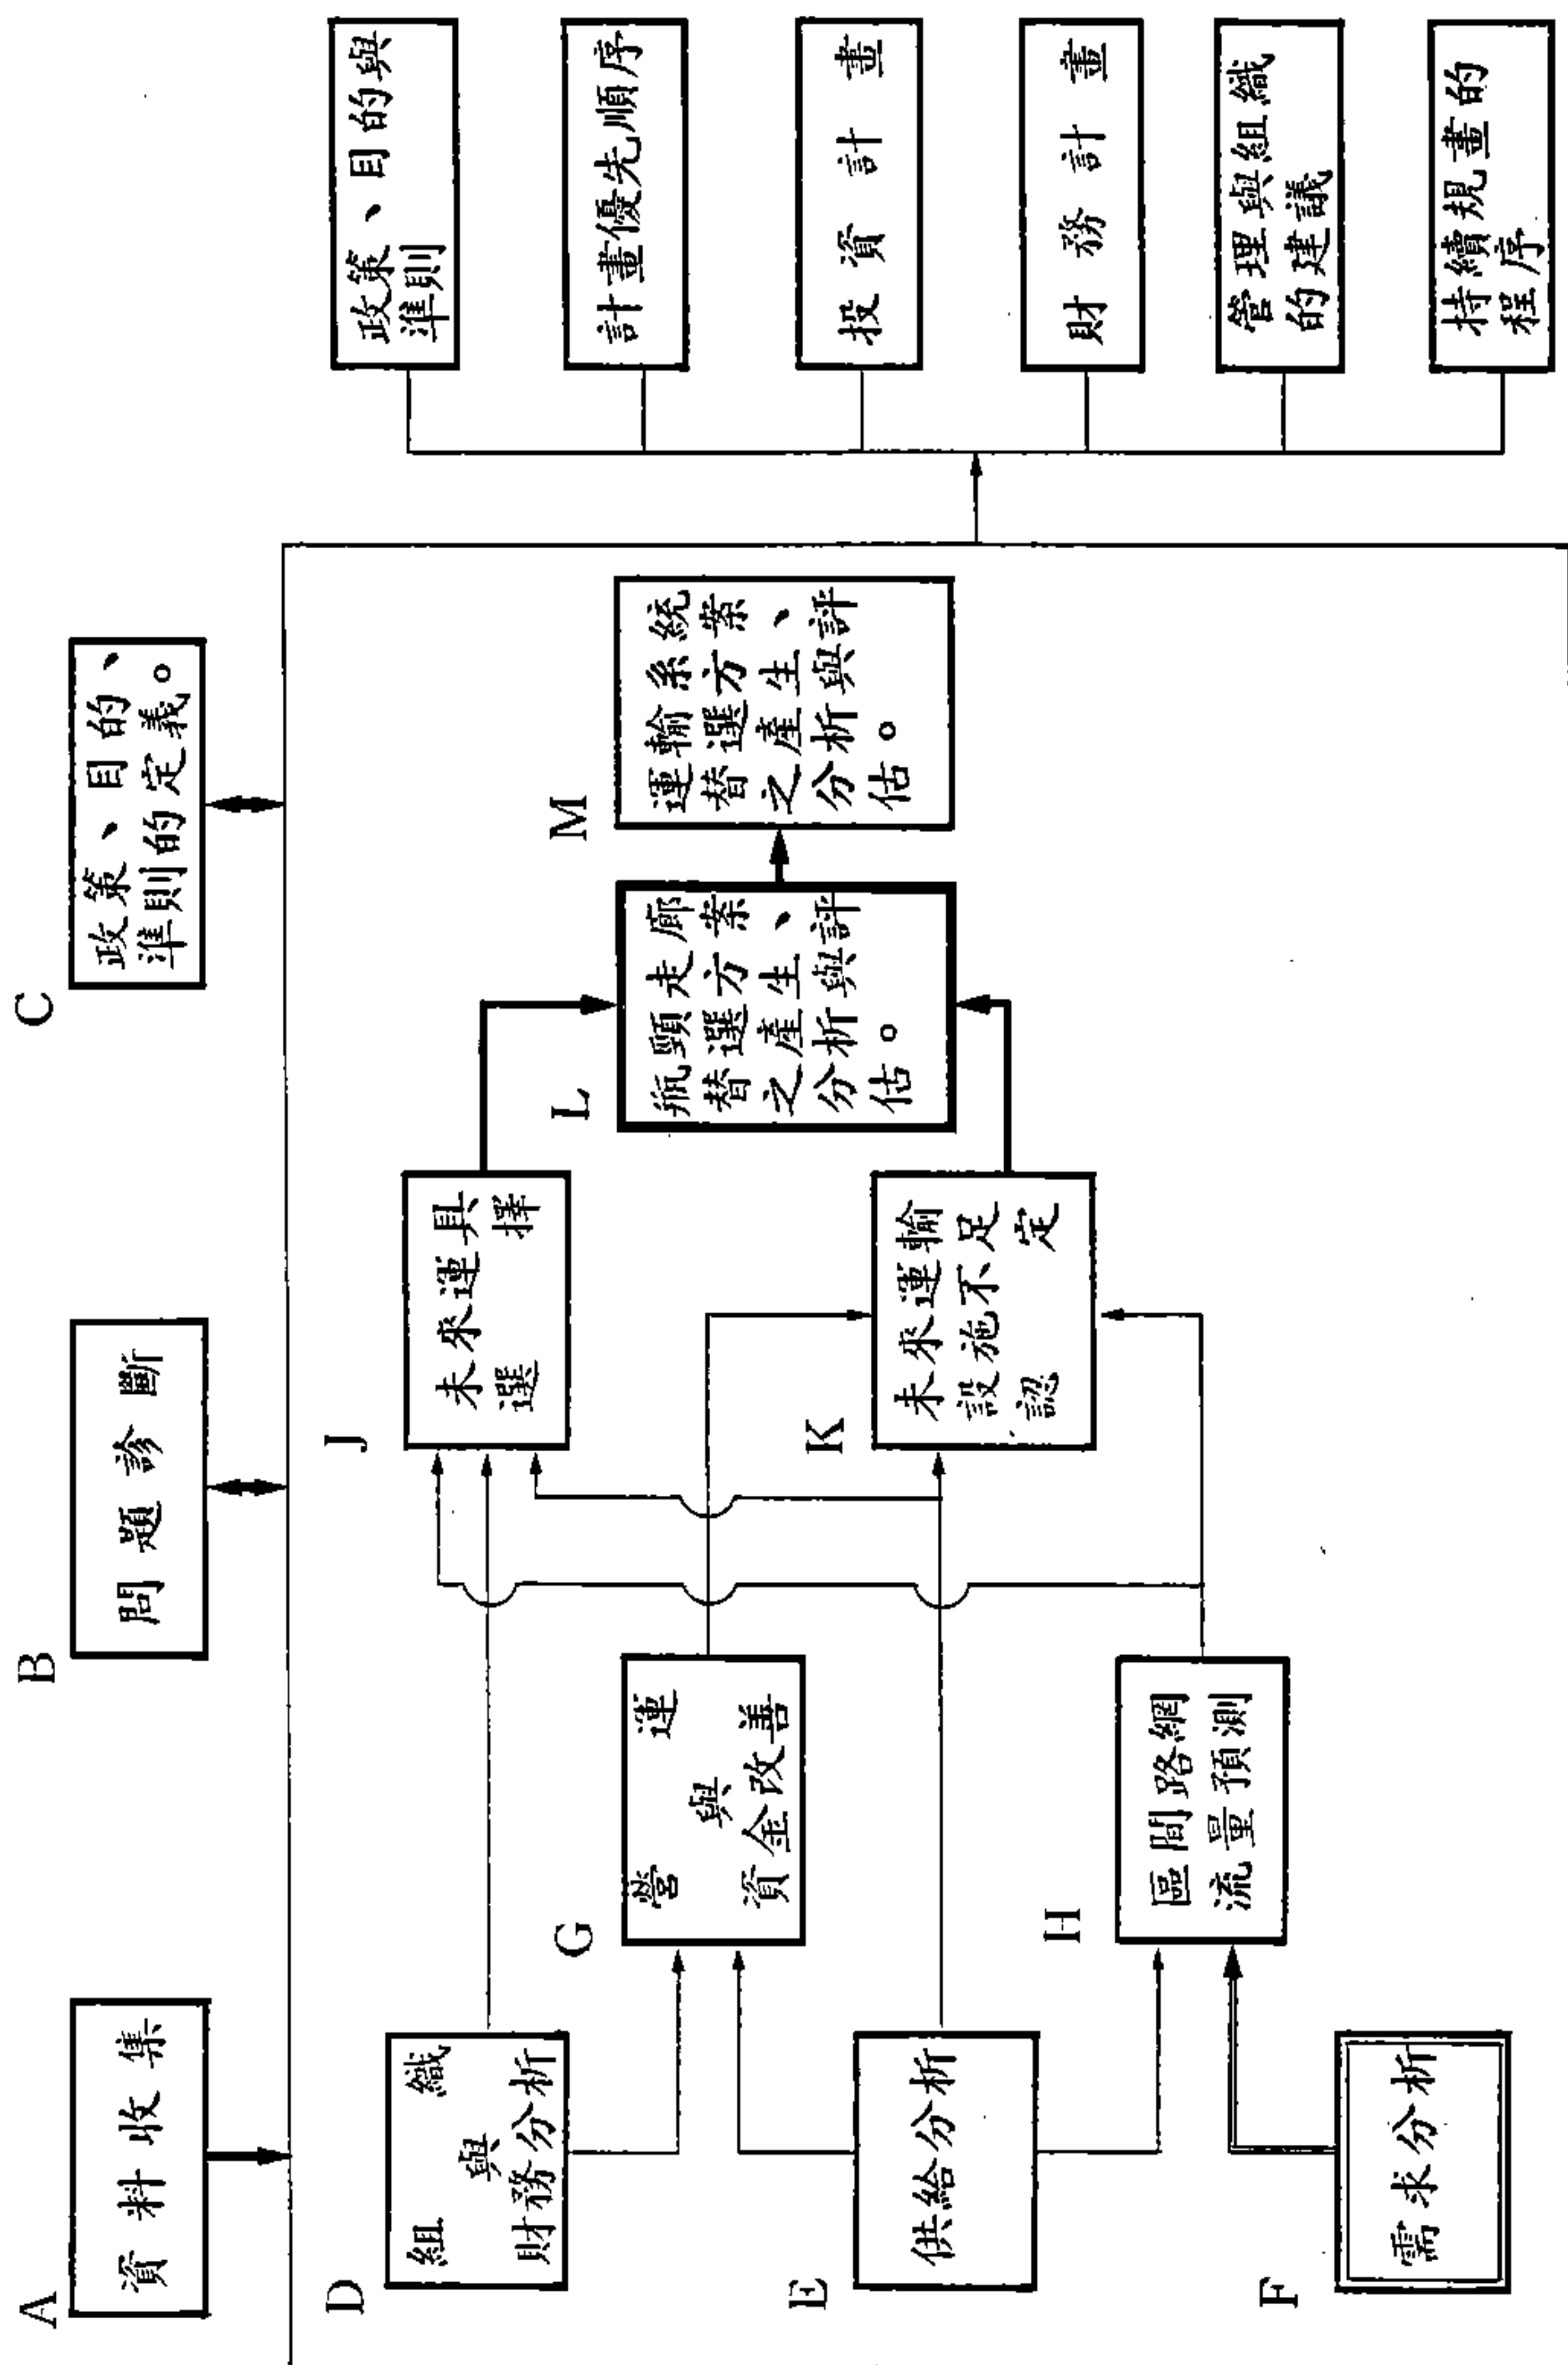 A
資料收集
B
問題診斷
C
政策、目的、
準則的定義。
D
組織
與
財務分析
E
供給分析
F
需求分析
G
營運
與
資金改善
H
區間路網
流量預測
J
未來運具
選擇
K
未來運輸
設施不足
認定
L
瓶頸走廊
替選方案
之產生、
分析與評
估。
M
運輸系統
替選方案
之產生、
分析與評
估。
政策、目的與
準則
計畫優先順序
投資計畫
財務計畫
管理與組織
的建議
持續規畫的
程序